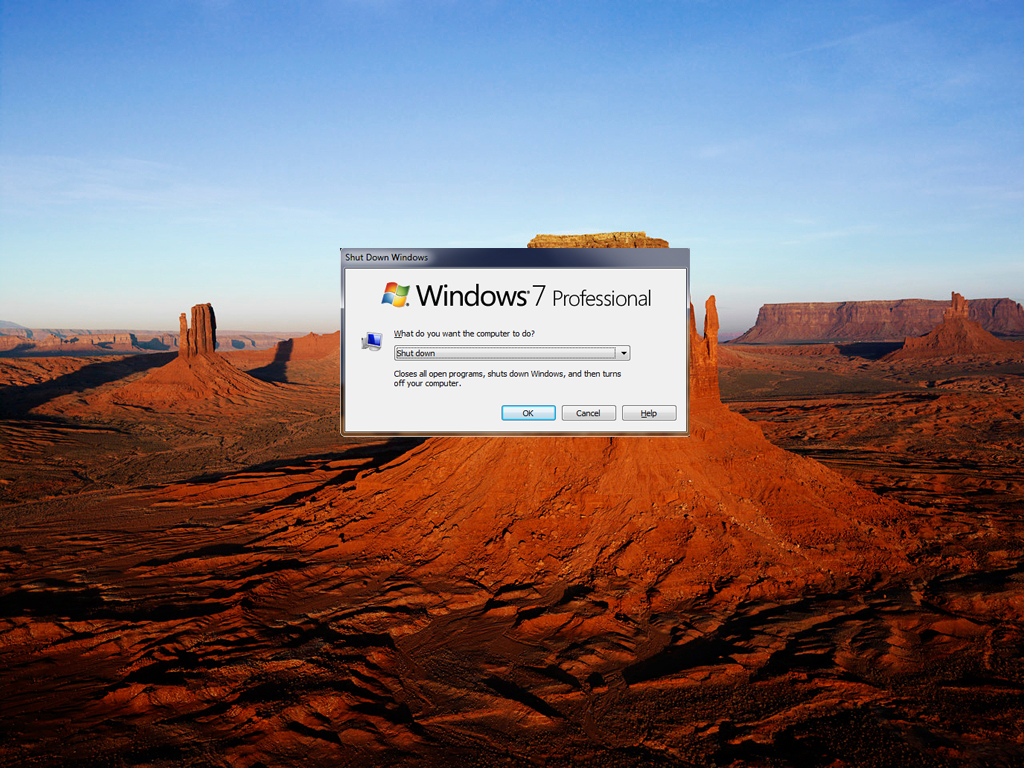 Shut Down Windows
Windows 7 Professional
What do you want the computer to do?
Shut down
Closes all open programs, shuts down Windows, and then turns
off your computer.
OK Cancel Help